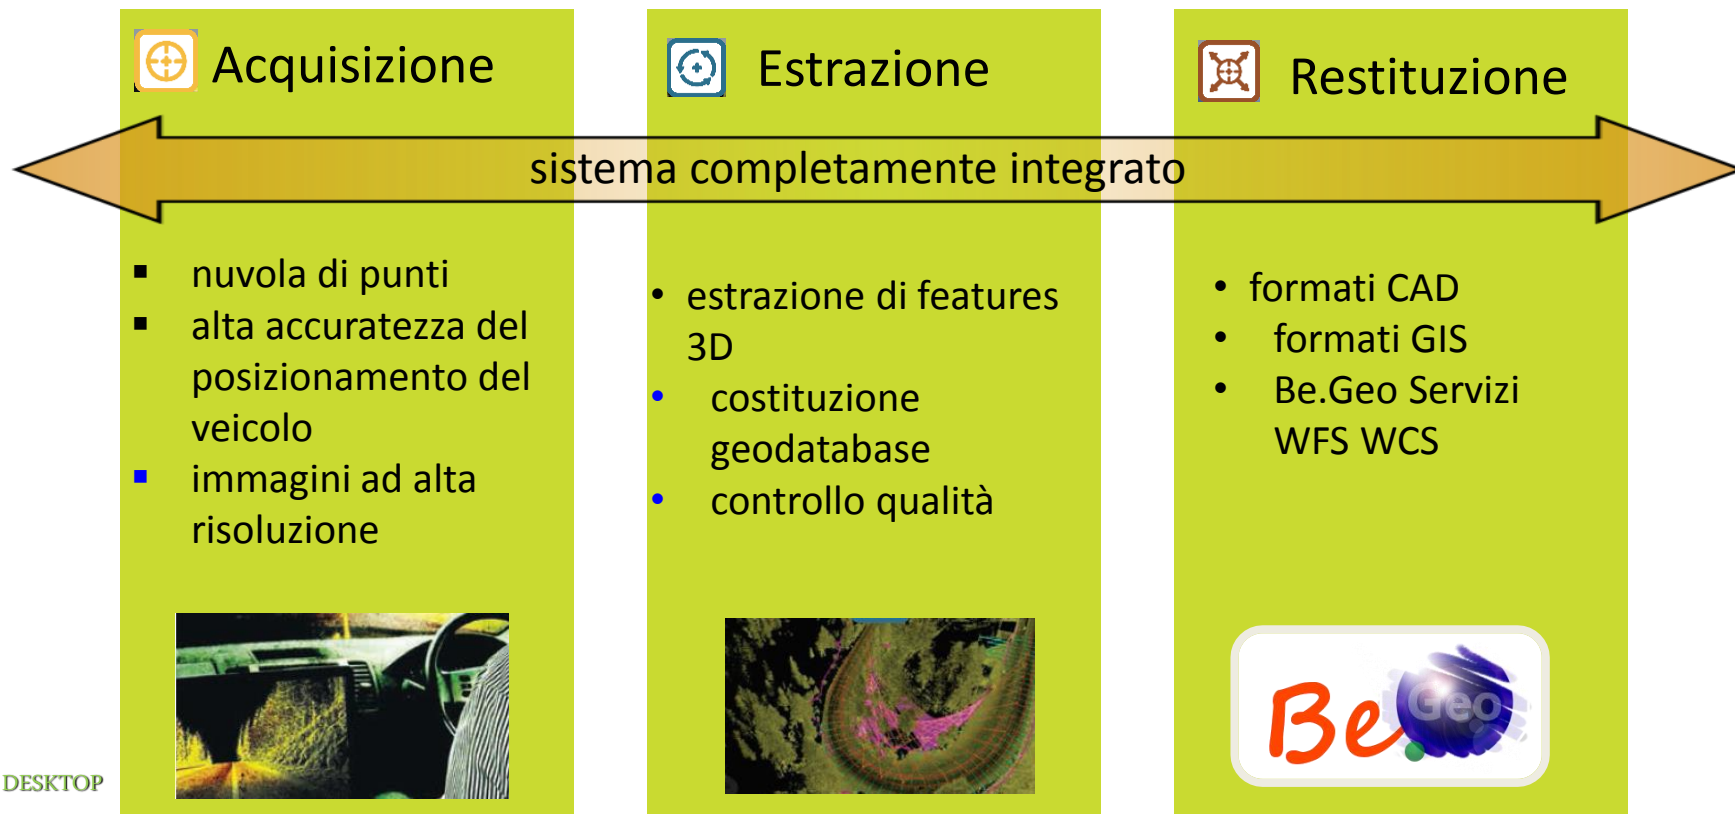 Acquisizione
Estrazione
Restituzione
sistema completamente integrato
nuvola di punti
alta accuratezza del
posizionamento del
veicolo
immagini ad alta
risoluzione
• estrazione di features
3D
• costituzione
geodatabase
• controllo qualità
• formati CAD
• formati GIS
• Be.Geo Servizi
WFS WCS
Be Geo
DESKTOP